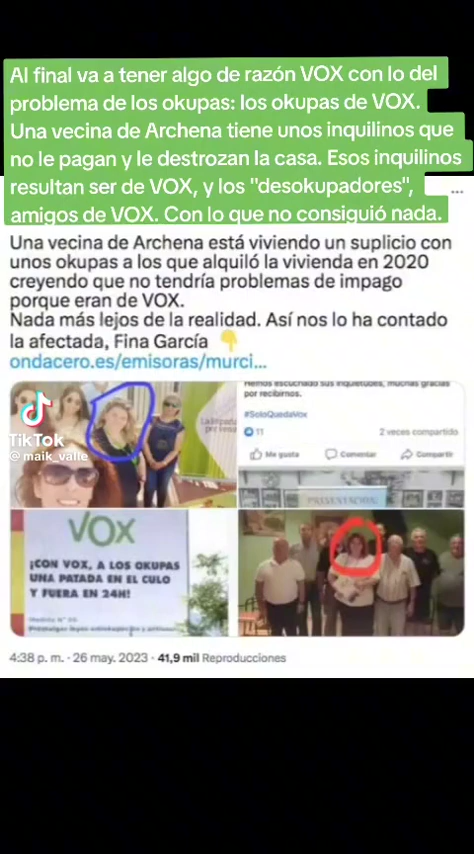 Al final va a tener algo de razón VOX con lo del
problema de los okupas: los okupas de VOX.
Una vecina de Archena tiene unos inquilinos que
no le pagan y le destrozan la casa. Esos inquilinos
resultan ser de VOX, y los "desokupadores",
amigos de VOX. Con lo que no consiguió nada.
Una vecina de Archena está viviendo un suplicio con
unos okupas a los que alquiló la vivienda en 2020
creyendo que no tendría problemas de impago
porque eran de VOX.
Nada más lejos de la realidad. Así nos lo ha contado
la afectada, Fina García 👇
ondacero.es/emisoras/murci...
Hemos escuchado sus inquietudes, muchas gracias
por recibirnos.
#SoloQuedaVox
11
2 veces compartido
Me gusta
Comentar
Compartir
TikTok
@maik_valle
PRESENTACIÓN
VOX
¡CON VOX, A LOS OKUPAS
UNA PATADA EN EL CULO
Y FUERA EN 24H!
4:38 p. m. · 26 may. 2023 · 41,9 mil Reproducciones